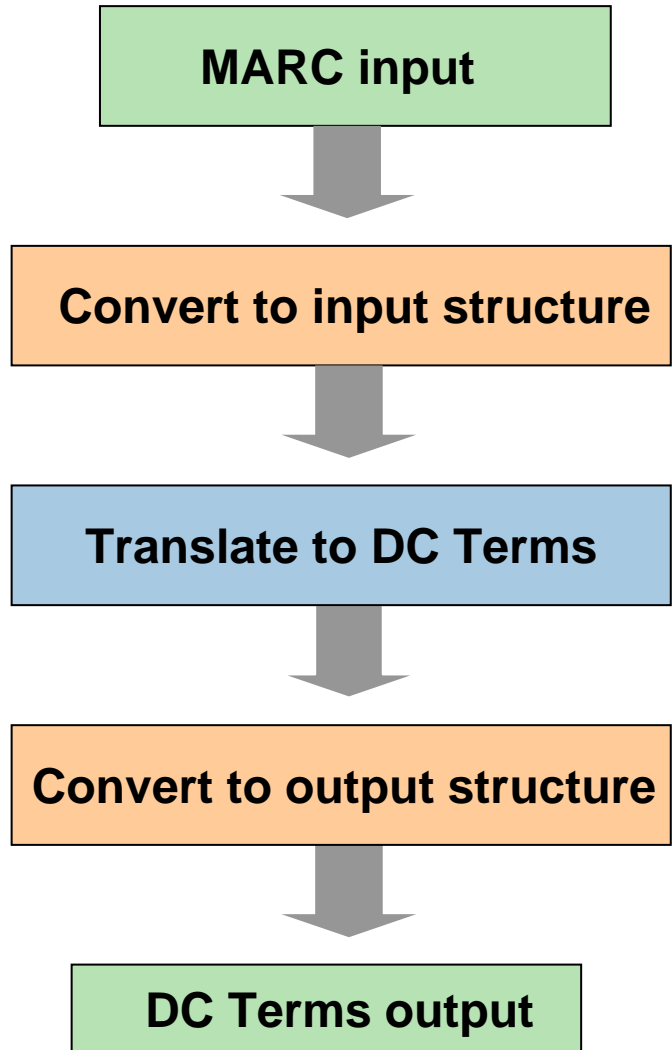 MARC input
Convert to input structure
Translate to DC Terms
Convert to output structure
DC Terms output